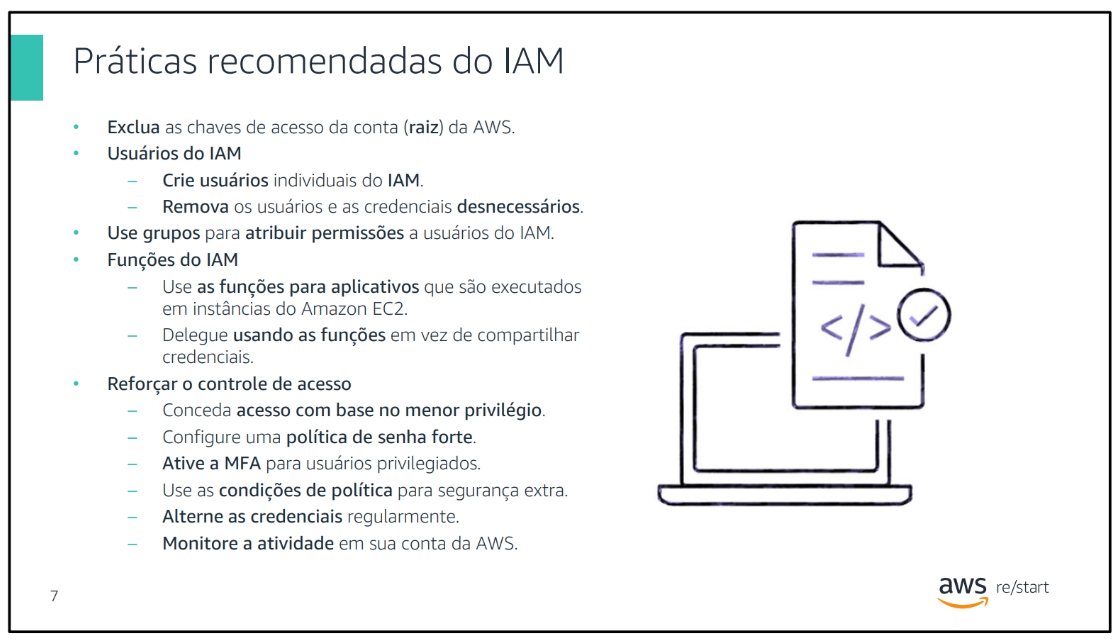 Práticas recomendadas do IAM
• Exclua as chaves de acesso da conta (raiz) da AWS.
• Usuários do IAM
– Crie usuários individuais do IAM.
– Remova os usuários e as credenciais desnecessários.
• Use grupos para atribuir permissões a usuários do IAM.
• Funções do IAM
– Use as funções para aplicativos que são executados
em instâncias do Amazon EC2.
– Delegue usando as funções em vez de compartilhar
credenciais.
• Reforçar o controle de acesso
– Conceda acesso com base no menor privilégio.
– Configure uma política de senha forte.
– Ative a MFA para usuários privilegiados.
– Use as condições de política para segurança extra.
– Alterne as credenciais regularmente.
– Monitore a atividade em sua conta da AWS.
</>
7
aws re/start